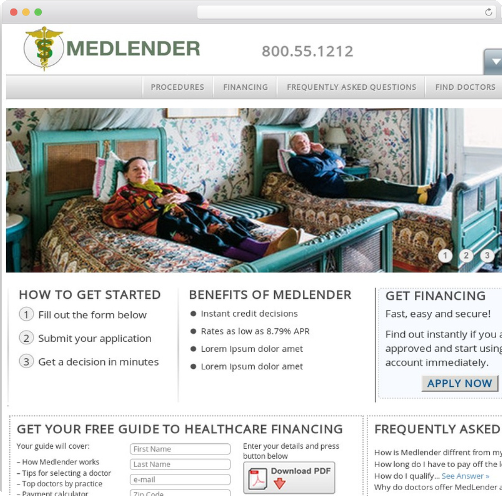 MEDLENDER
800.55.1212
PROCEDURES FINANCING FREQUENTLY ASKED QUESTIONS FIND DOCTORS
1 2 3
HOW TO GET STARTED
1 Fill out the form below
2 Submit your application
3 Get a decision in minutes
BENEFITS OF MEDLENDER
Instant credit decisions
Rates as low as 8.79% APR
Lorem Ipsum dolor amet
Lorem Ipsum dolor amet
GET FINANCING
Fast, easy and secure!
Find out instantly if you a
approved and start using
account immediately.
APPLY NOW
GET YOUR FREE GUIDE TO HEALTHCARE FINANCING
Your guide will cover:
– How Medlender works
– Tips for selecting a doctor
– Top doctors by practice
– Payment calculator
First Name
Last Name
e-mail
Zip Code
Enter your details and press
button below
Download PDF
FREQUENTLY ASKED
How is Medlender diffrent from my
How long do I have to pay off the l
How do I qualify... See Answer »
Why do doctors offer MedLender a